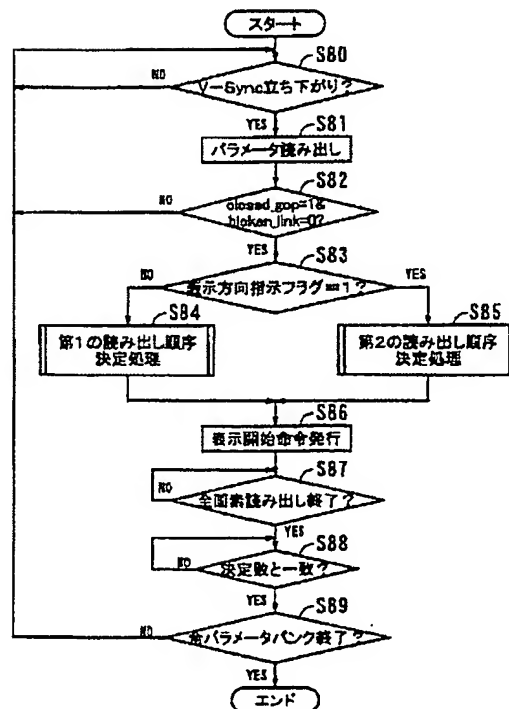 スタート
S80
V-Sync立ち下がり？
NO
YES
S81
パラメータ読み出し
S82
closed_gop=1&
broken_link=0?
NO
YES
S83
表示方向指示フラグ==1？
NO
YES
S84
第1の読み出し順序
決定処理
S85
第2の読み出し順序
決定処理
S86
表示開始命令発行
S87
全画素読み出し終了？
NO
YES
S88
決定数と一致？
NO
YES
S89
全パラメータバンク終了？
NO
YES
エンド